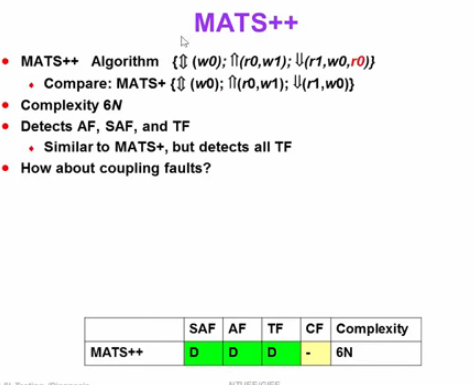 MATS++
• MATS++ Algorithm {⇕ (w0); ⇑(r0,w1); ⇓(r1,w0,r0)}
♦ Compare: MATS+ {⇕ (w0); ⇑(r0,w1); ⇓(r1,w0)}
• Complexity 6N
• Detects AF, SAF, and TF
♦ Similar to MATS+, but detects all TF
• How about coupling faults?
SAF AF TF CF Complexity
MATS++ D D D - 6N